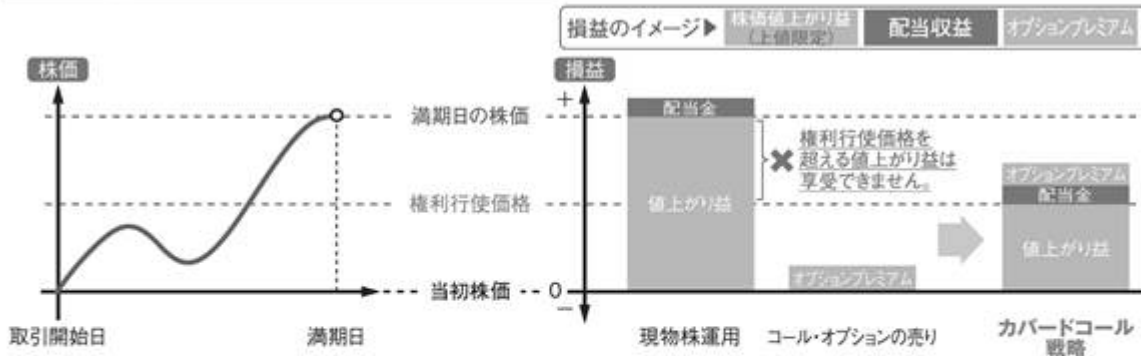 損益のイメージ▶
株価値上がり益
(上値限定)
配当収益
オプションプレミアム
株価
満期日の株価
権利行使価格
当初株価
取引開始日
満期日
損益
+
0
−
配当金
値上がり益
権利行使価格を
超える値上がり益は
享受できません。
オプションプレミアム
オプションプレミアム
配当金
値上がり益
現物株運用
コール・オプションの売り
カバードコール
戦略